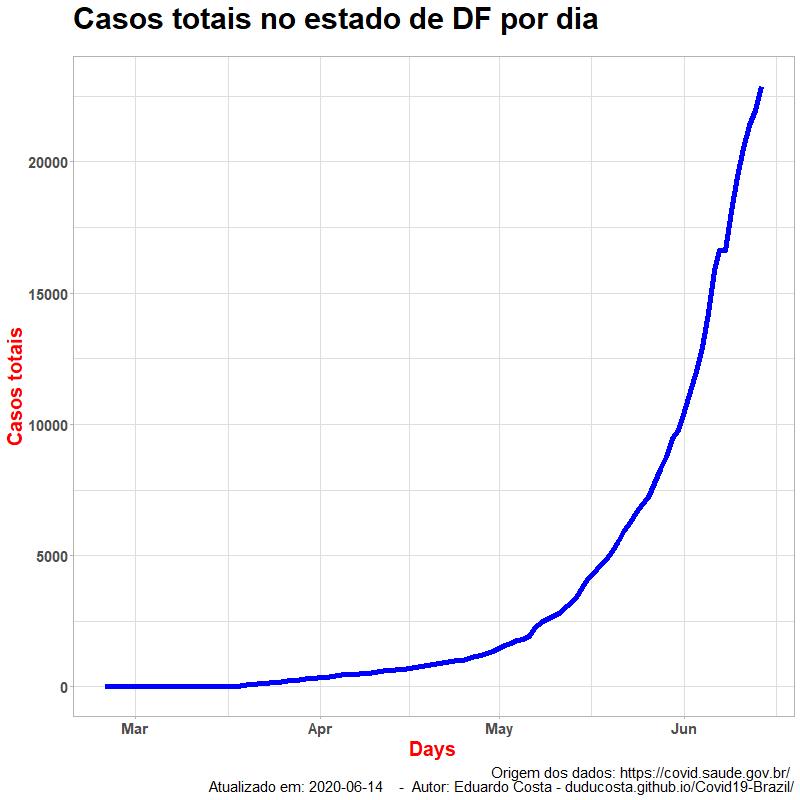 Casos totais no estado de DF por dia
Casos totais
20000
15000
10000
5000
0
Mar Apr May Jun
Days
Origem dos dados: https://covid.saude.gov.br/
Atualizado em: 2020-06-14 - Autor: Eduardo Costa - duducosta.github.io/Covid19-Brazil/